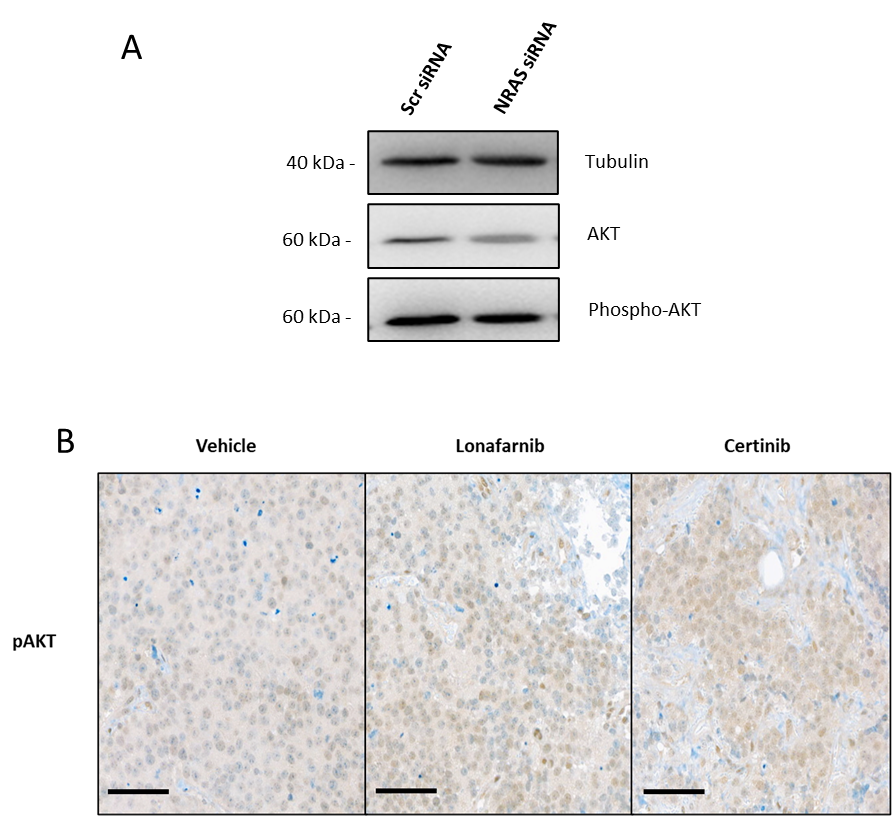 A
Scr siRNA
NRAS siRNA
40 kDa -
Tubulin
60 kDa -
AKT
60 kDa -
Phospho-AKT
B
Vehicle
Lonafarnib
Certinib
pAKT